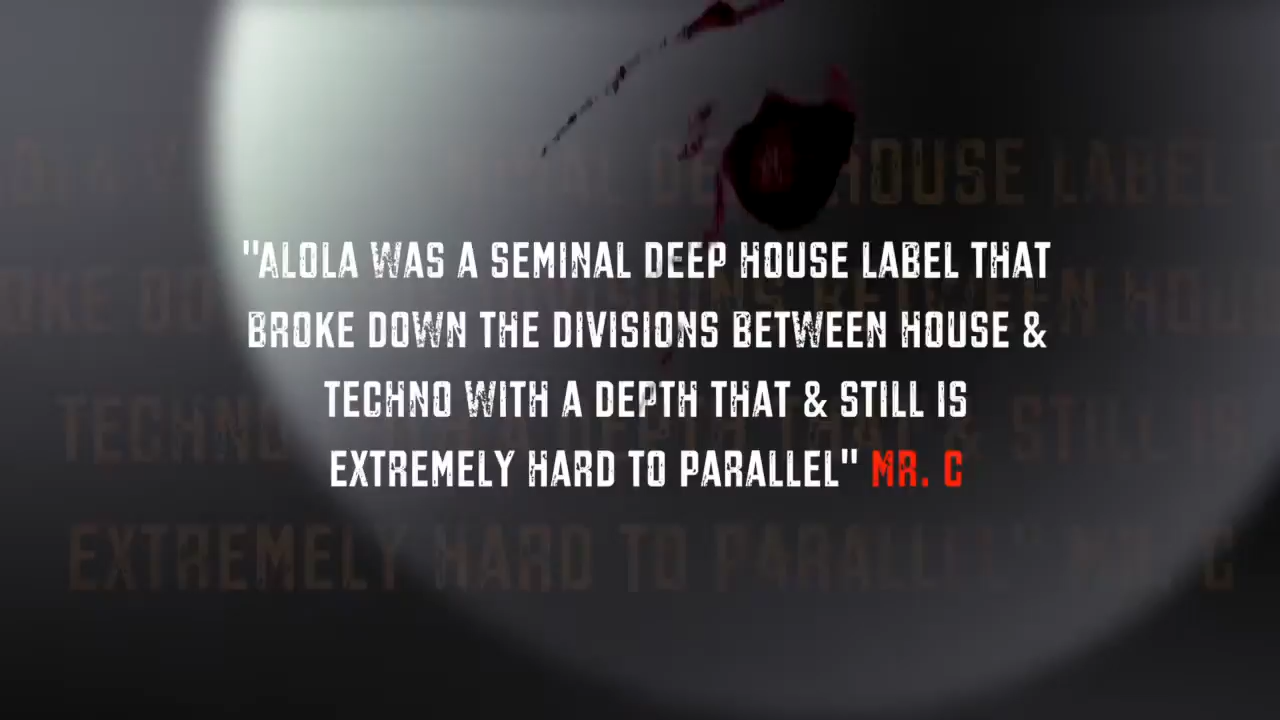 "ALOLA WAS A SEMINAL DEEP HOUSE LABEL THAT
BROKE DOWN THE DIVISIONS BETWEEN HOUSE &
TECHNO WITH A DEPTH THAT & STILL IS
EXTREMELY HARD TO PARALLEL" MR. C